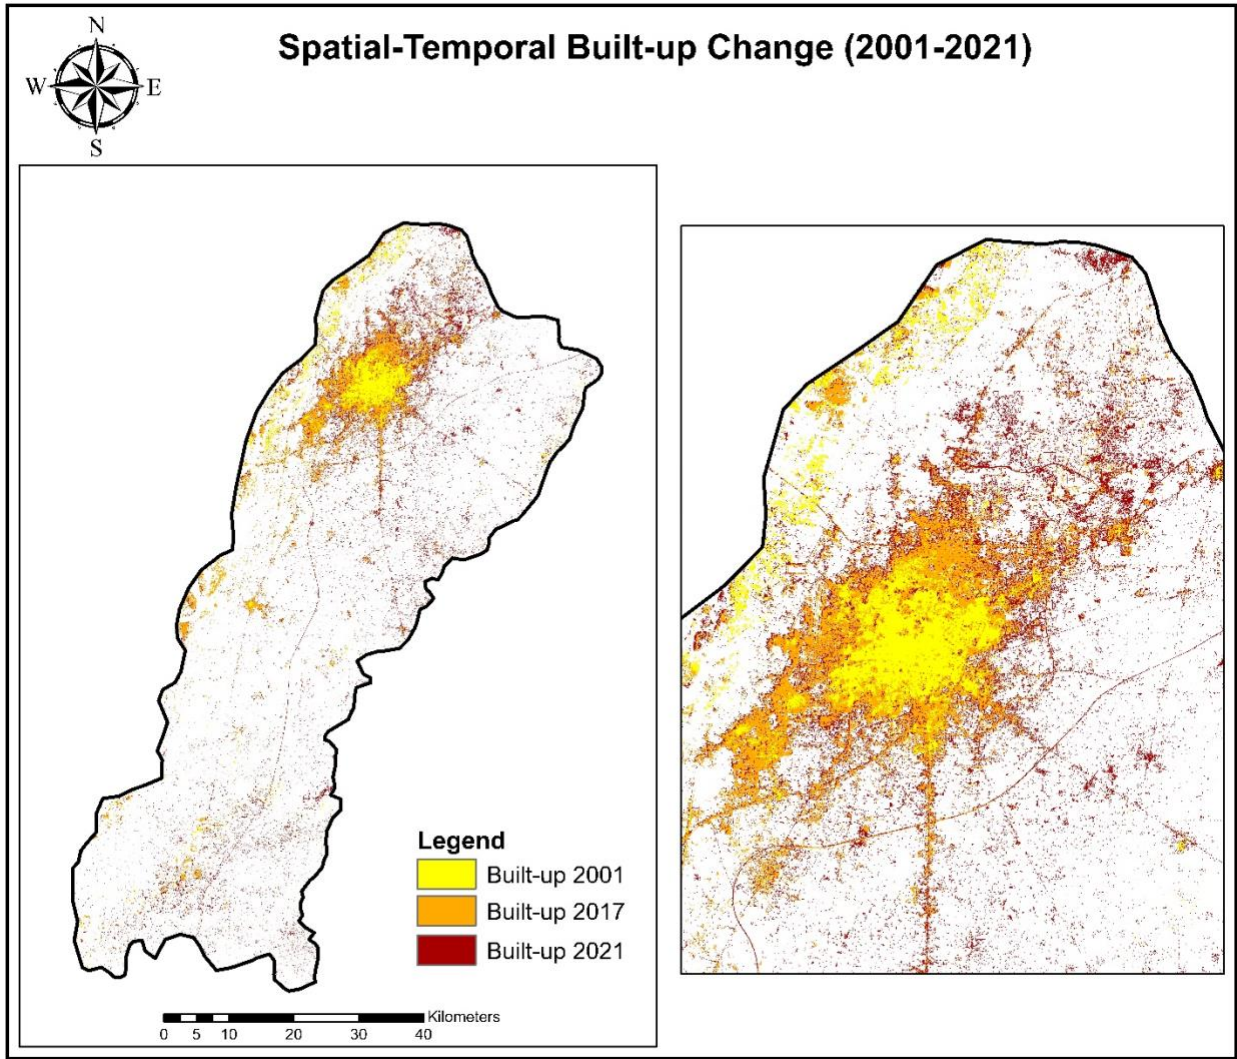 Spatial-Temporal Built-up Change (2001-2021)
N
W E
S
Legend
Built-up 2001
Built-up 2017
Built-up 2021
Kilometers
0 5 10 20 30 40